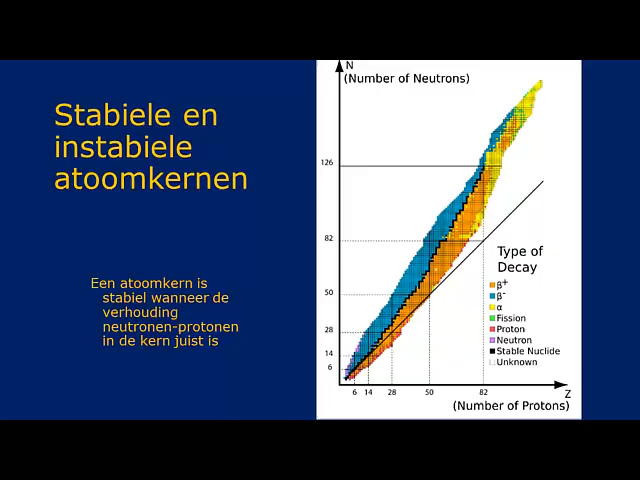 Stabiele en
instabiele
atoomkernen
Een atoomkern is
stabiel wanneer de
verhouding
neutronen-protonen
in de kern juist is
N
(Number of Neutrons)
126
82
50
28
14
6
Type of
Decay
β+
β-
α
Fission
Proton
Neutron
Stable Nuclide
Unknown
6 14 28 50 82 Z
(Number of Protons)